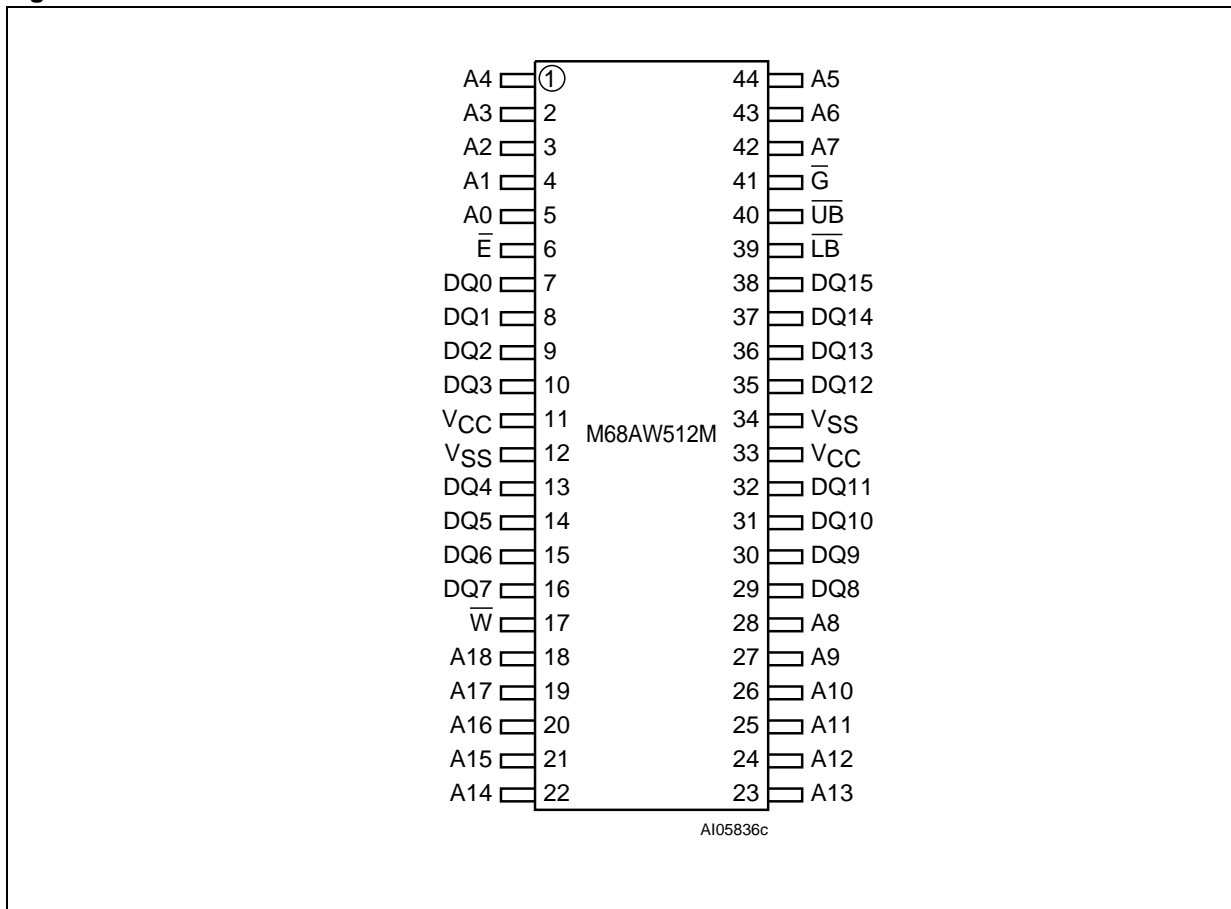 A4 1 44 A5
A3 2 43 A6
A2 3 42 A7
A1 4 41 G̅
A0 5 40 U̅B̅
E̅ 6 39 L̅B̅
DQ0 7 38 DQ15
DQ1 8 37 DQ14
DQ2 9 36 DQ13
DQ3 10 35 DQ12
VCC 11 34 VSS
M68AW512M
VSS 12 33 VCC
DQ4 13 32 DQ11
DQ5 14 31 DQ10
DQ6 15 30 DQ9
DQ7 16 29 DQ8
W̅ 17 28 A8
A18 18 27 A9
A17 19 26 A10
A16 20 25 A11
A15 21 24 A12
A14 22 23 A13
AI05836c